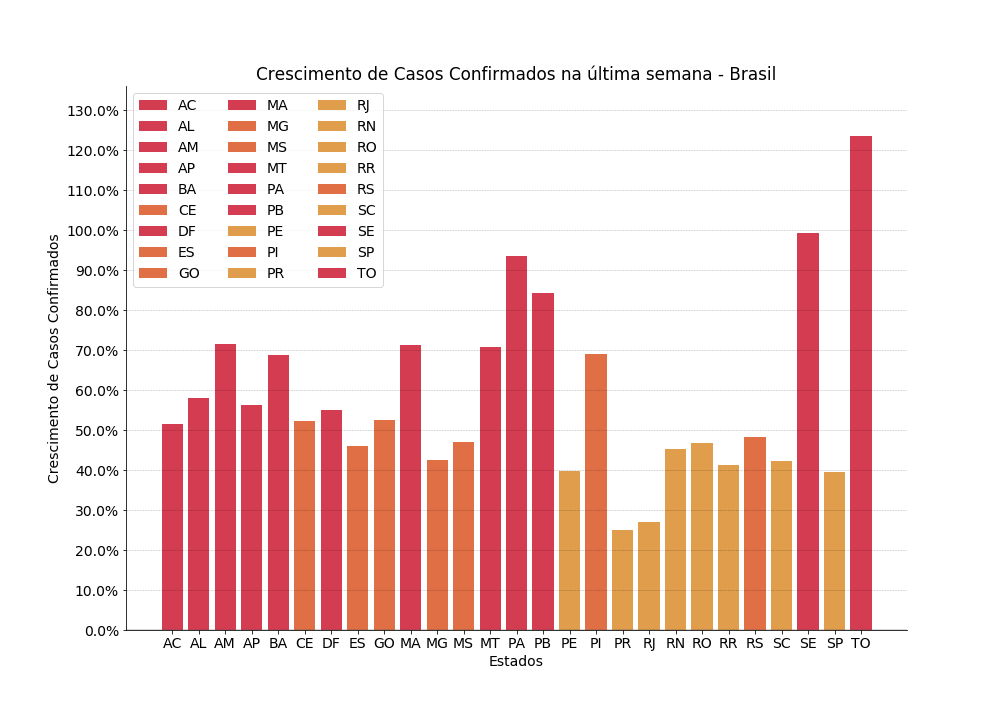 Crescimento de Casos Confirmados na última semana - Brasil
Crescimento de Casos Confirmados
130.0%
120.0%
110.0%
100.0%
90.0%
80.0%
70.0%
60.0%
50.0%
40.0%
30.0%
20.0%
10.0%
0.0%
AC MA RJ
AL MG RN
AM MS RO
AP MT RR
BA PA RS
CE PB SC
DF PE SE
ES PI SP
GO PR TO
AC AL AM AP BA CE DF ES GO MA MG MS MT PA PB PE PI PR RJ RN RO RR RS SC SE SP TO
Estados